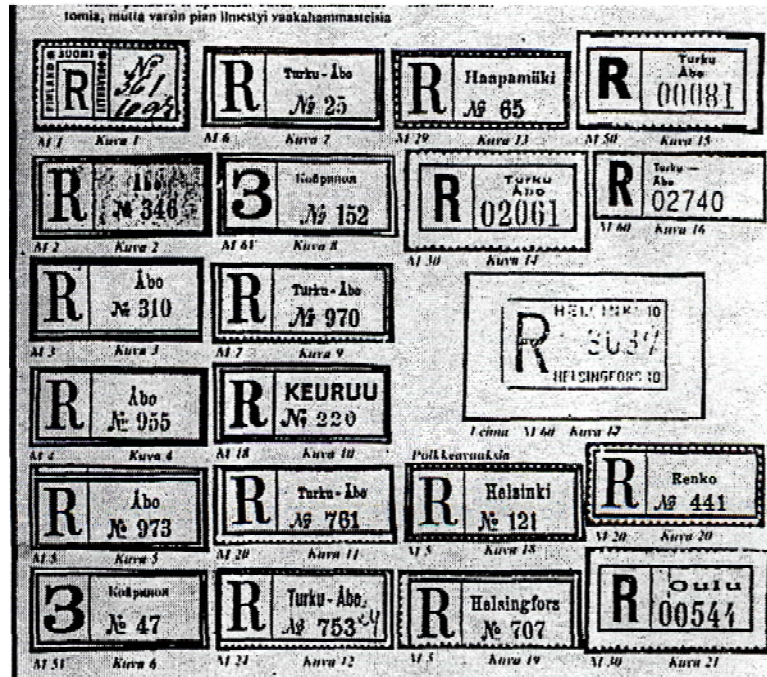 tomia, mutta varsin pian ilmestyi vaakahammasteisia
FINLAND
SUOMI
R
No 361
M 1 Kuva 1
R
Turku - Åbo
№ 25
M 6 Kuva 7
R
Haapamäki
№ 65
M 29 Kuva 13
R
Turku
Åbo
00081
M 50 Kuva 15
R
Åbo
№ 346
M 2 Kuva 2
З
№ 152
M 6V Kuva 8
R
Turku
Åbo
02061
M 30 Kuva 14
R
Turku —
Åbo
02740
M 60 Kuva 16
R
Åbo
№ 310
M 3 Kuva 3
R
Turku - Åbo
№ 970
M 7 Kuva 9
R
HELSINKI 10
HELSINGFORS 10
M 60 Kuva 17
R
Åbo
№ 955
M 4 Kuva 4
R
KEURUU
№ 220
M 18 Kuva 10
Poikkeavuuksia
R
Åbo
№ 973
M 5 Kuva 5
R
Turku - Åbo
№ 761
M 20 Kuva 11
R
Helsinki
№ 121
M 5 Kuva 18
R
Renko
№ 441
M 20 Kuva 20
З
№ 47
M 51 Kuva 6
R
Turku - Åbo
№ 753
M 21 Kuva 12
R
Helsingfors
№ 707
M 5 Kuva 19
R
Oulu
00544
M 30 Kuva 21